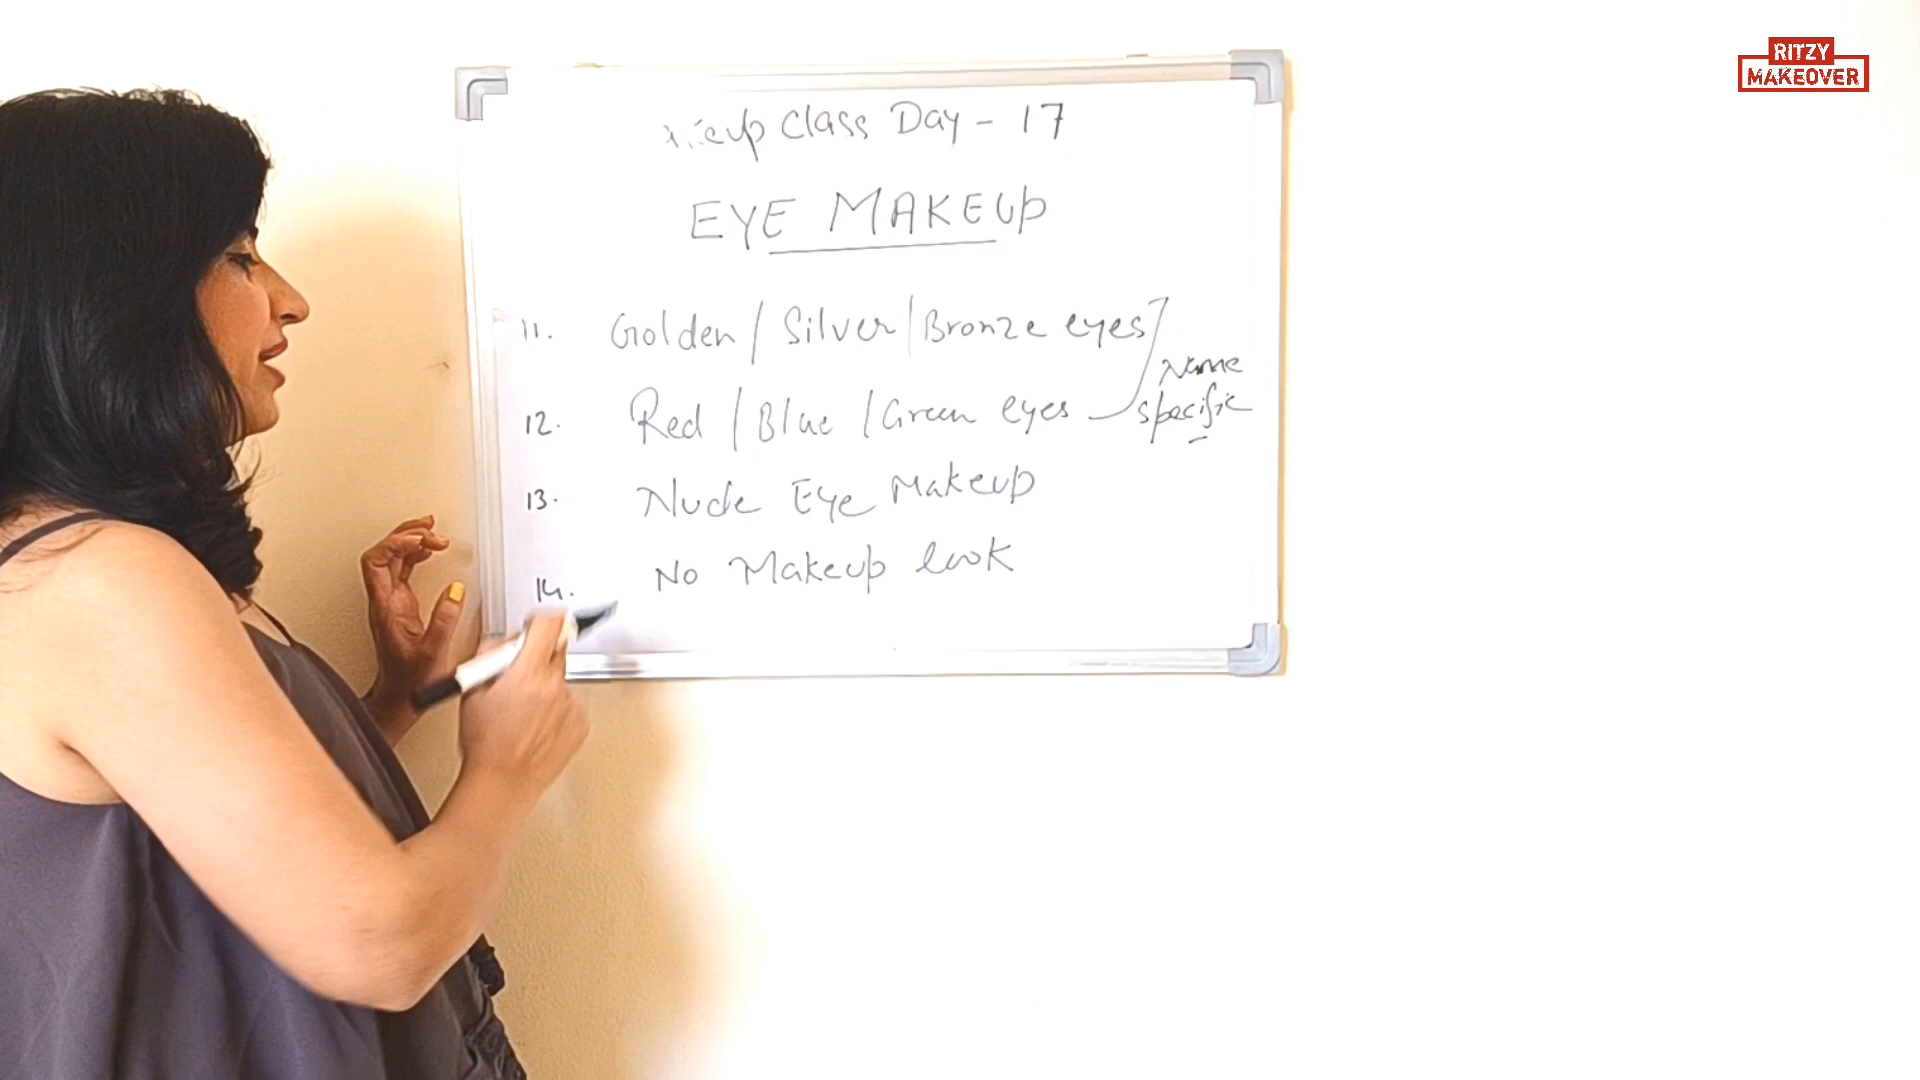 RITZY
MAKEOVER
Class Day - 17
EYE MAKEUP
11. Golden / Silver / Bronze eyes
Name
specific
12. Red / Blue / Green eyes
13. Nude Eye Makeup
14. No Makeup look